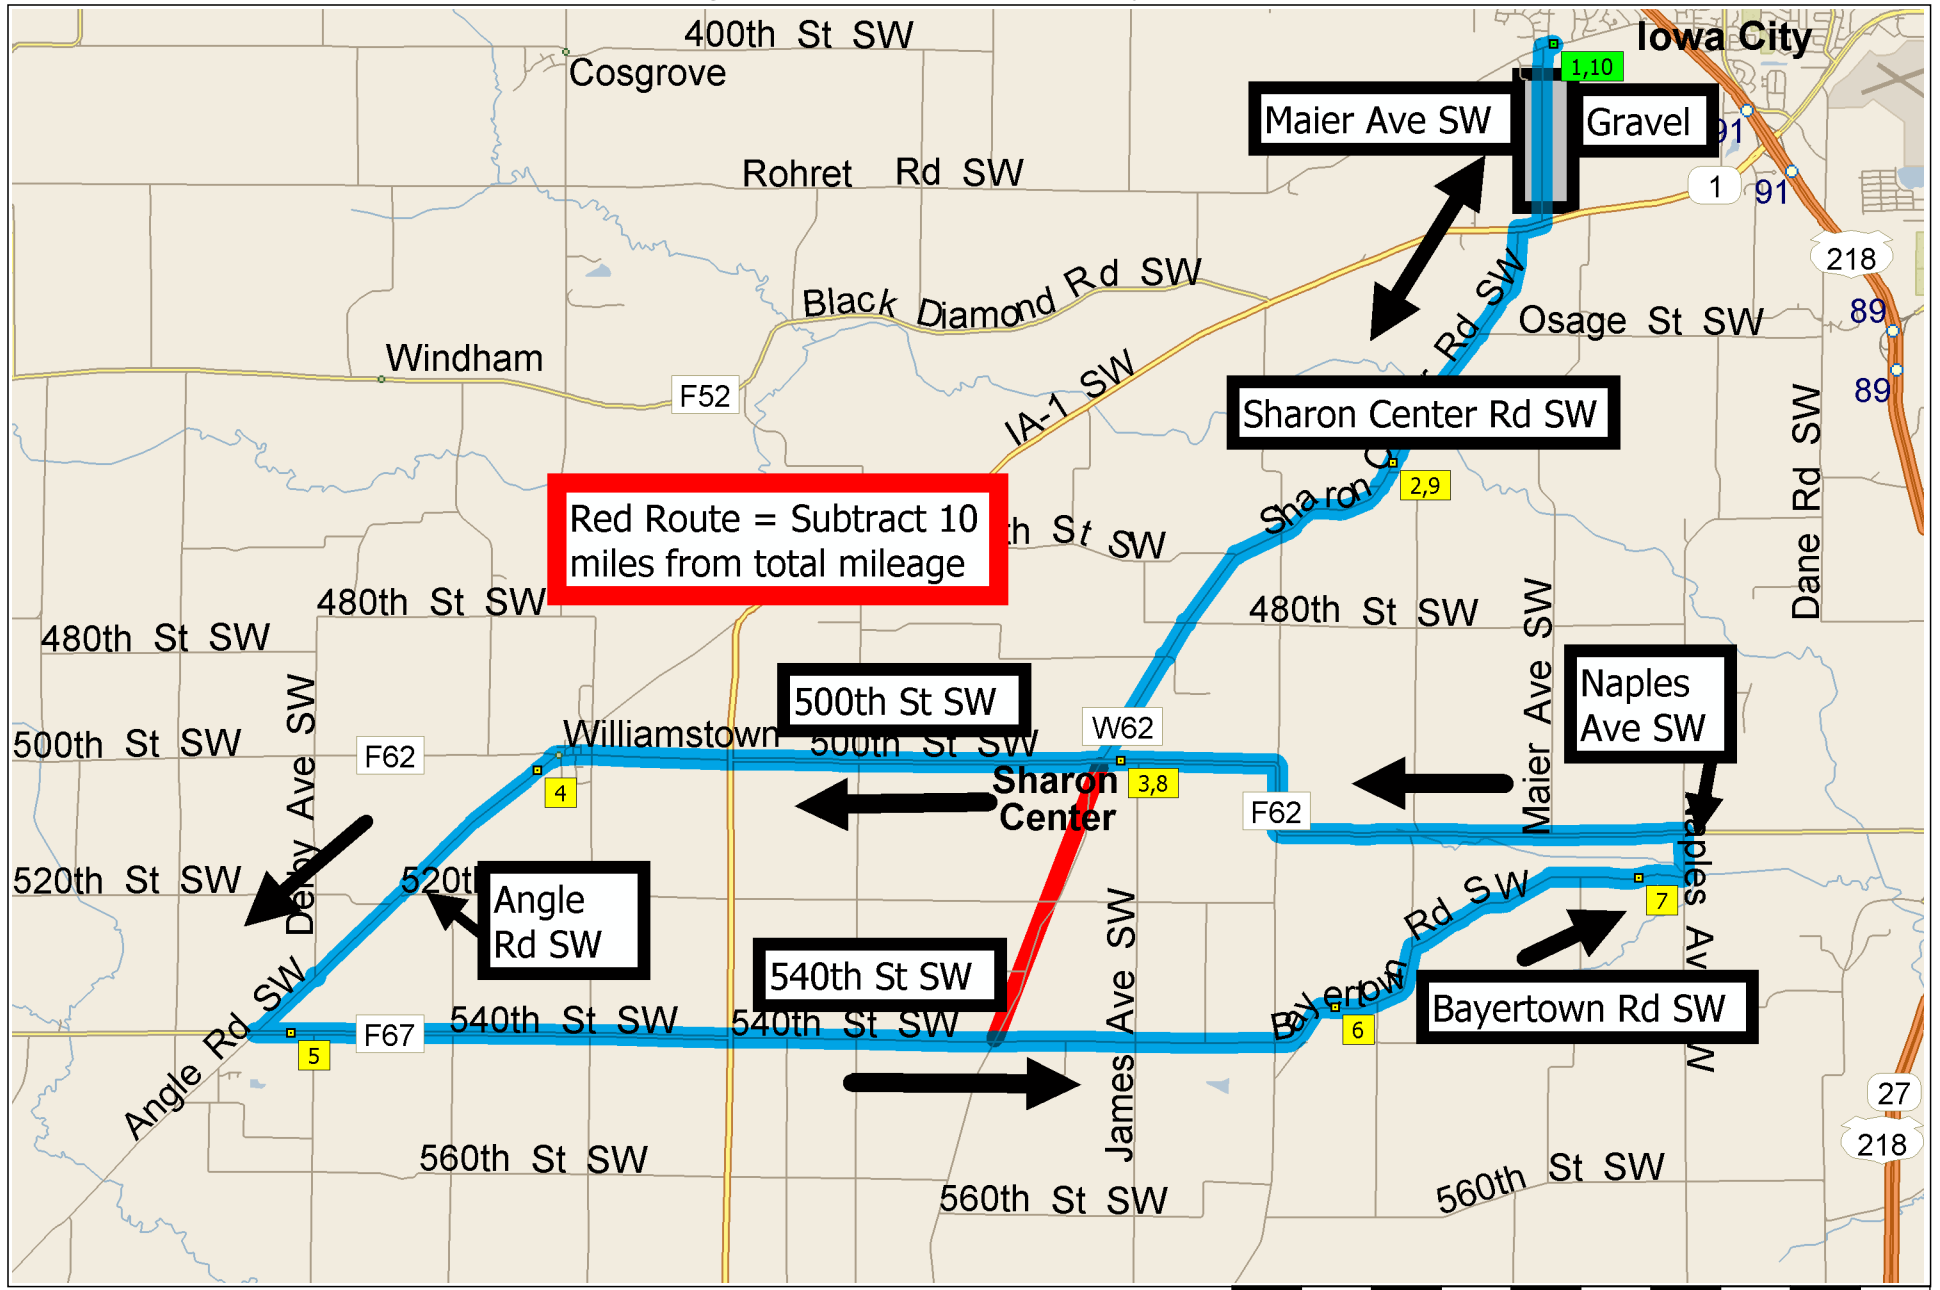 400th St SW
Iowa City
Cosgrove
1,10
Maier Ave SW
Gravel
91
Rohret Rd SW
1
91
218
Black Diamond Rd SW
Rd SW
Osage St SW
89
Windham
F52
IA-1 SW
89
Sharon Center Rd SW
Dane Rd SW
Sharon
2,9
Red Route = Subtract 10
miles from total mileage
St SW
480th St SW
480th St SW
480th St SW
Maier Ave SW
Naples
Ave SW
500th St SW
Derby Ave SW
500th St SW
F62
Williamstown
500th St SW
W62
Sharon
Center
3,8
4
F62
520th St SW
Angle
Rd SW
Bayertown Rd SW
7
540th St SW
James Ave SW
Bayertown Rd SW
6
Angle Rd SW
5
F67
540th St SW
540th St SW
27
218
560th St SW
560th St SW
560th St SW